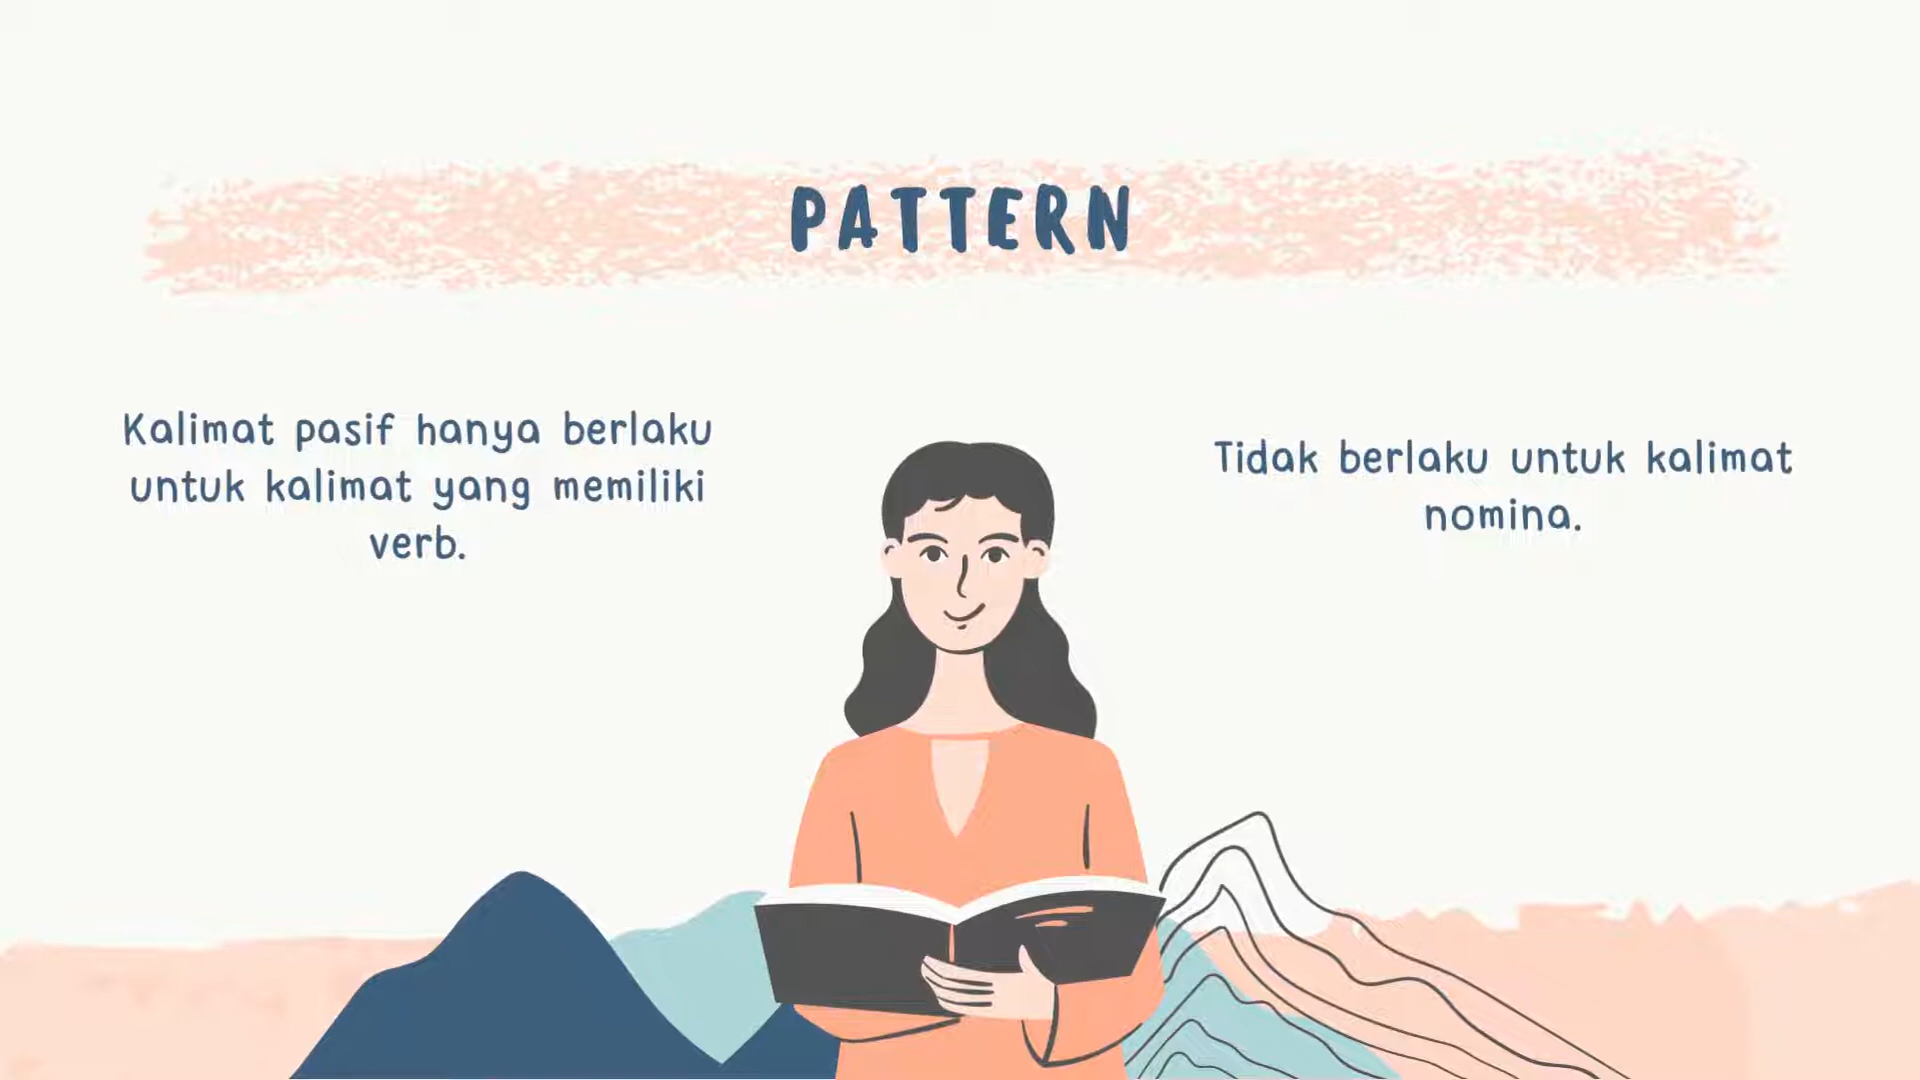 PATTERN
Kalimat pasif hanya berlaku
untuk kalimat yang memiliki
verb.
Tidak berlaku untuk kalimat
nomina.